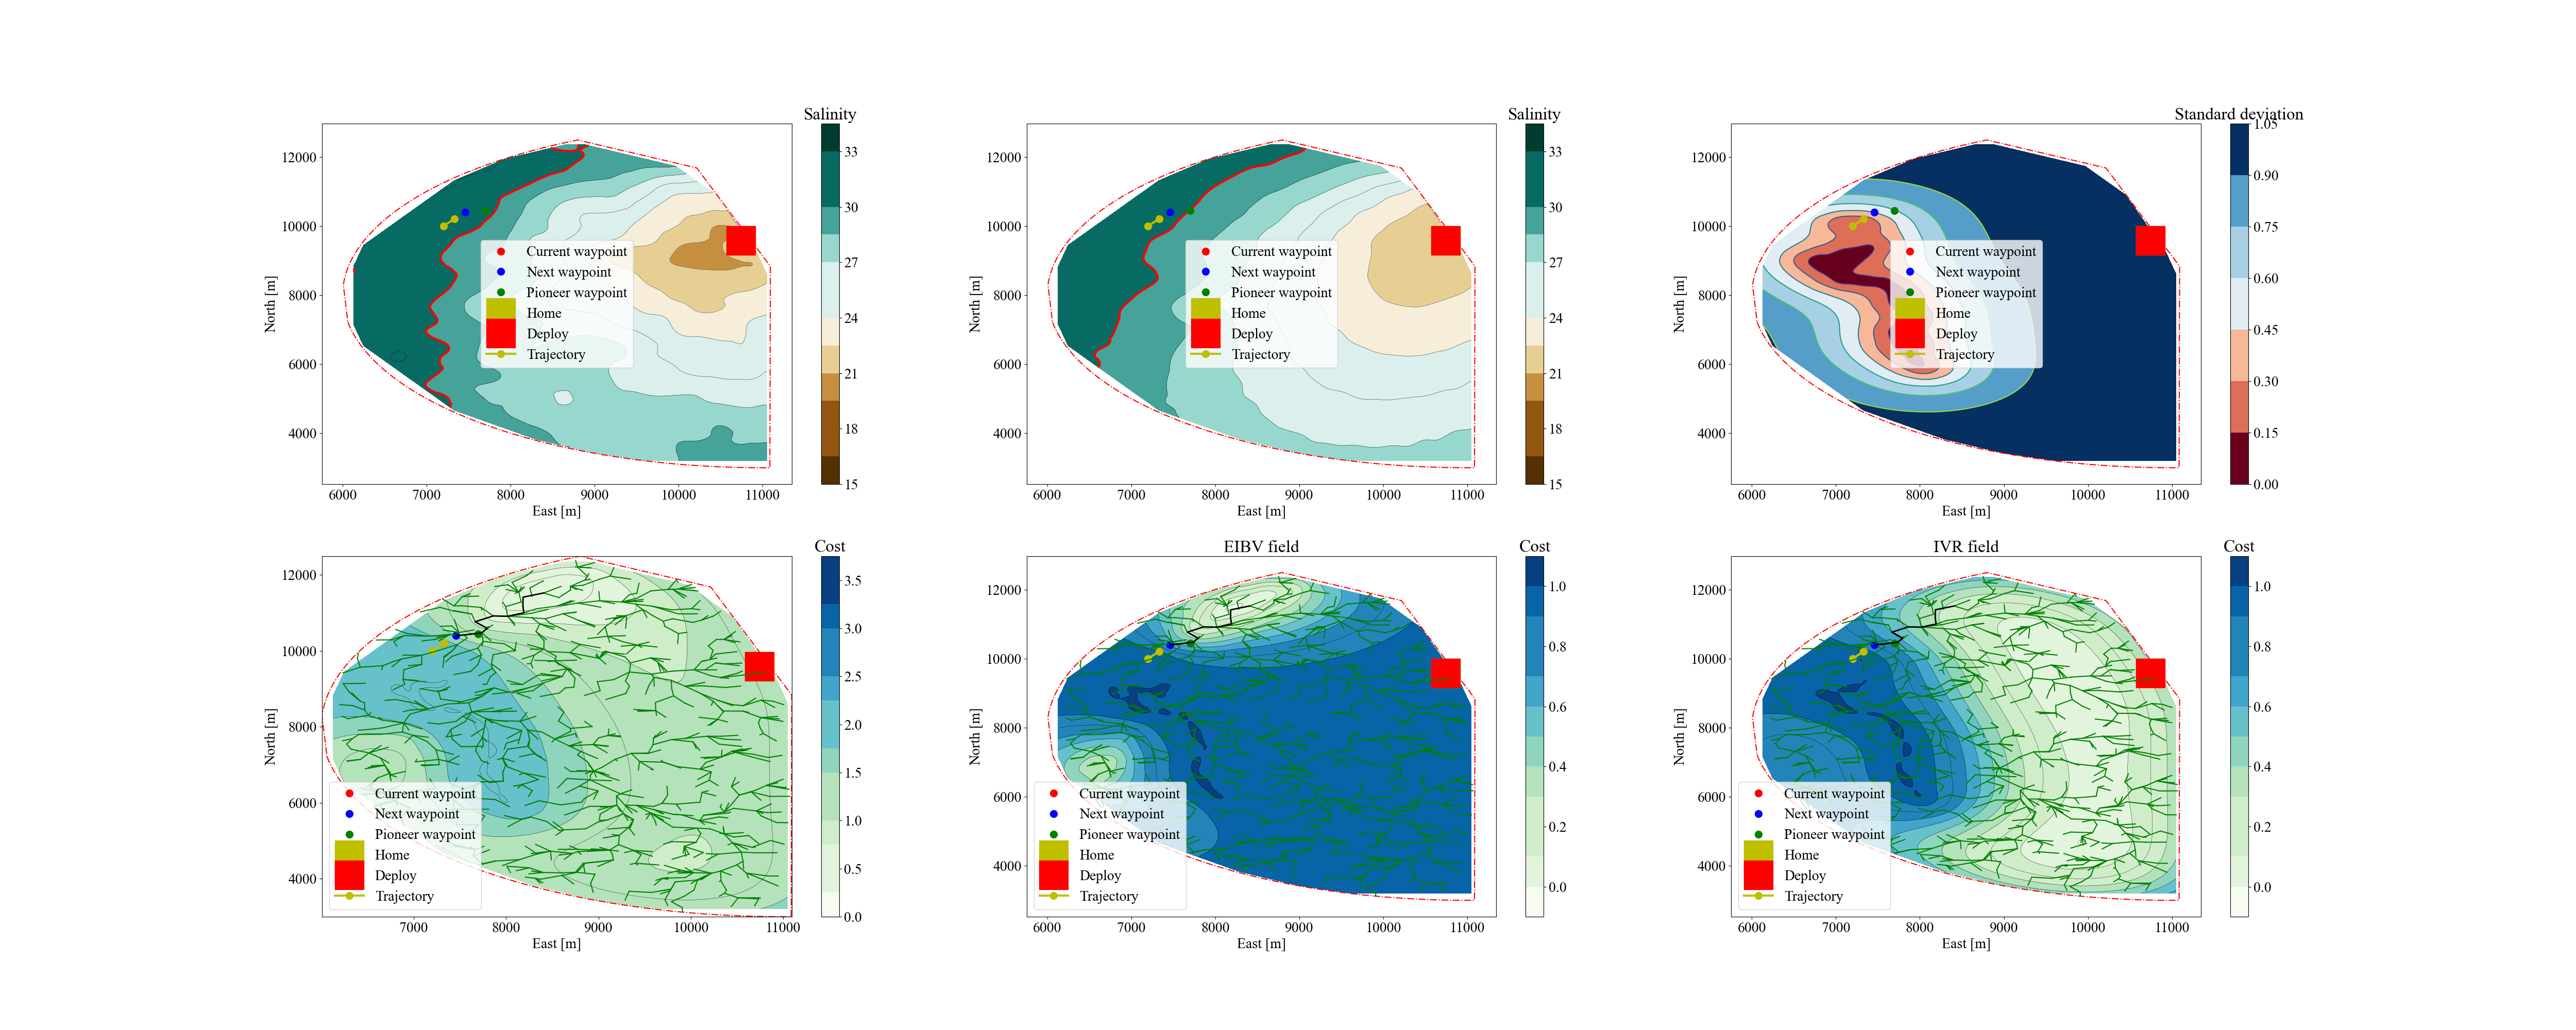 Salinity
12000
10000
8000
6000
4000
North [m]
6000 7000 8000 9000 10000 11000
East [m]
33
30
27
24
21
18
15
Current waypoint
Next waypoint
Pioneer waypoint
Home
Deploy
Trajectory
Salinity
12000
10000
8000
6000
4000
North [m]
6000 7000 8000 9000 10000 11000
East [m]
33
30
27
24
21
18
15
Current waypoint
Next waypoint
Pioneer waypoint
Home
Deploy
Trajectory
Standard deviation
12000
10000
8000
6000
4000
North [m]
6000 7000 8000 9000 10000 11000
East [m]
1.05
0.90
0.75
0.60
0.45
0.30
0.15
0.00
Current waypoint
Next waypoint
Pioneer waypoint
Home
Deploy
Trajectory
Cost
12000
10000
8000
6000
4000
North [m]
7000 8000 9000 10000 11000
East [m]
3.5
3.0
2.5
2.0
1.5
1.0
0.5
0.0
Current waypoint
Next waypoint
Pioneer waypoint
Home
Deploy
Trajectory
EIBV field
Cost
12000
10000
8000
6000
4000
North [m]
6000 7000 8000 9000 10000 11000
East [m]
1.0
0.8
0.6
0.4
0.2
0.0
Current waypoint
Next waypoint
Pioneer waypoint
Home
Deploy
Trajectory
IVR field
Cost
12000
10000
8000
6000
4000
North [m]
6000 7000 8000 9000 10000 11000
East [m]
1.0
0.8
0.6
0.4
0.2
0.0
Current waypoint
Next waypoint
Pioneer waypoint
Home
Deploy
Trajectory